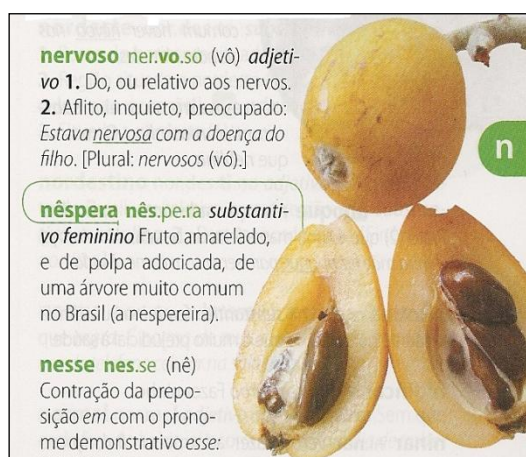 nervoso ner.vo.so (vô) adjeti-
vo 1. Do, ou relativo aos nervos.
2. Aflito, inquieto, preocupado:
Estava nervosa com a doença do
filho. [Plural: nervosos (vó).]
n
nêspera nês.pe.ra substanti-
vo feminino Fruto amarelado,
e de polpa adocicada, de
uma árvore muito comum
no Brasil (a nespereira).
nesse nes.se (nê)
Contração da prepo-
sição em com o prono-
me demonstrativo esse: